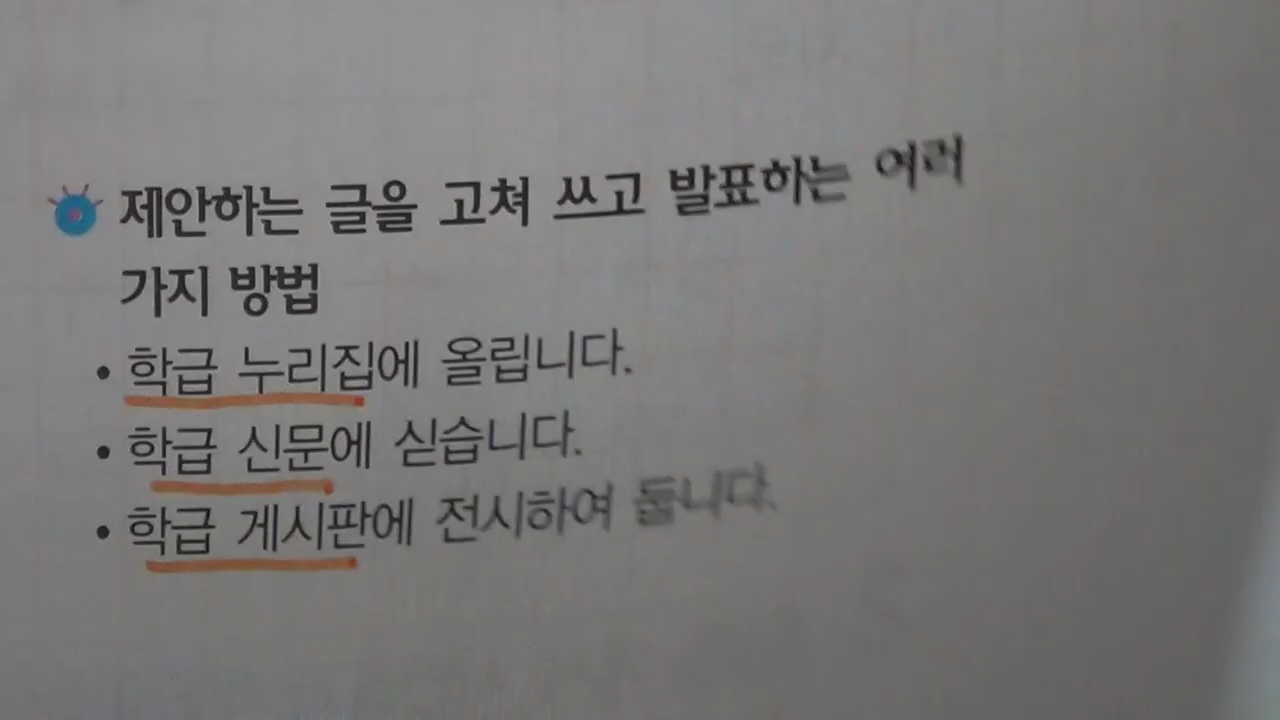 제안하는 글을 고쳐 쓰고 발표하는 여러
가지 방법
• 학급 누리집에 올립니다.
• 학급 신문에 싣습니다.
• 학급 게시판에 전시하여 둡니다.